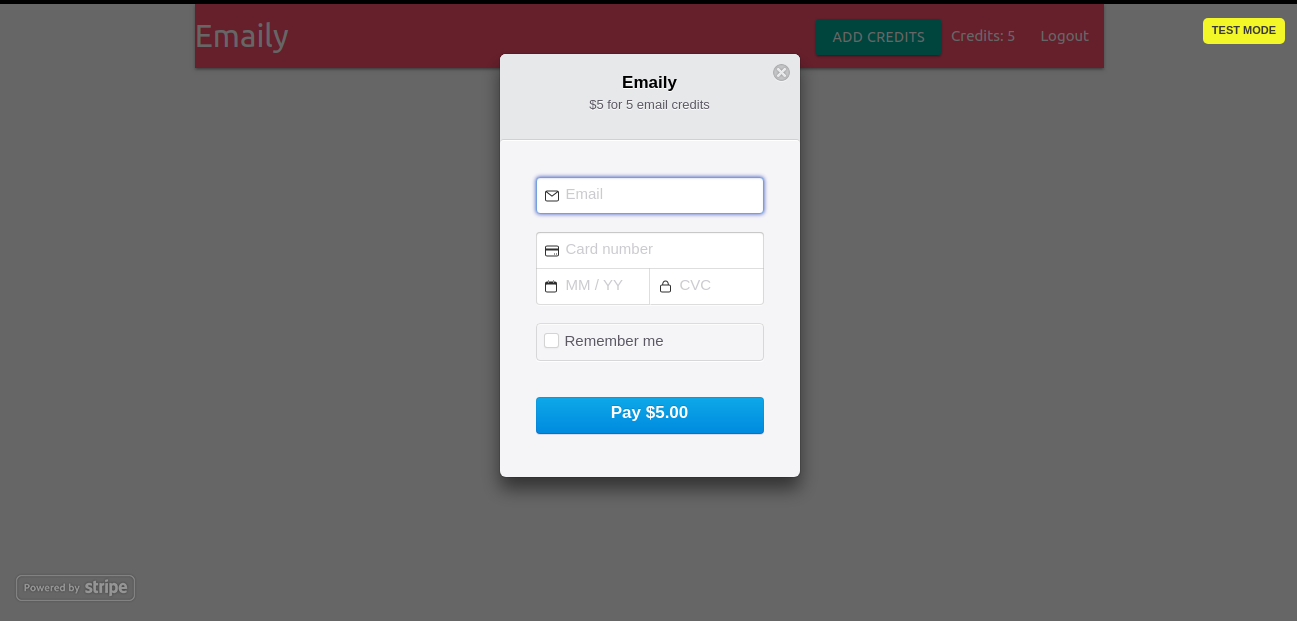 Emaily
ADD CREDITS
Credits: 5
Logout
TEST MODE
Emaily
$5 for 5 email credits
Email
Card number
MM / YY
CVC
Remember me
Pay $5.00
Powered by stripe